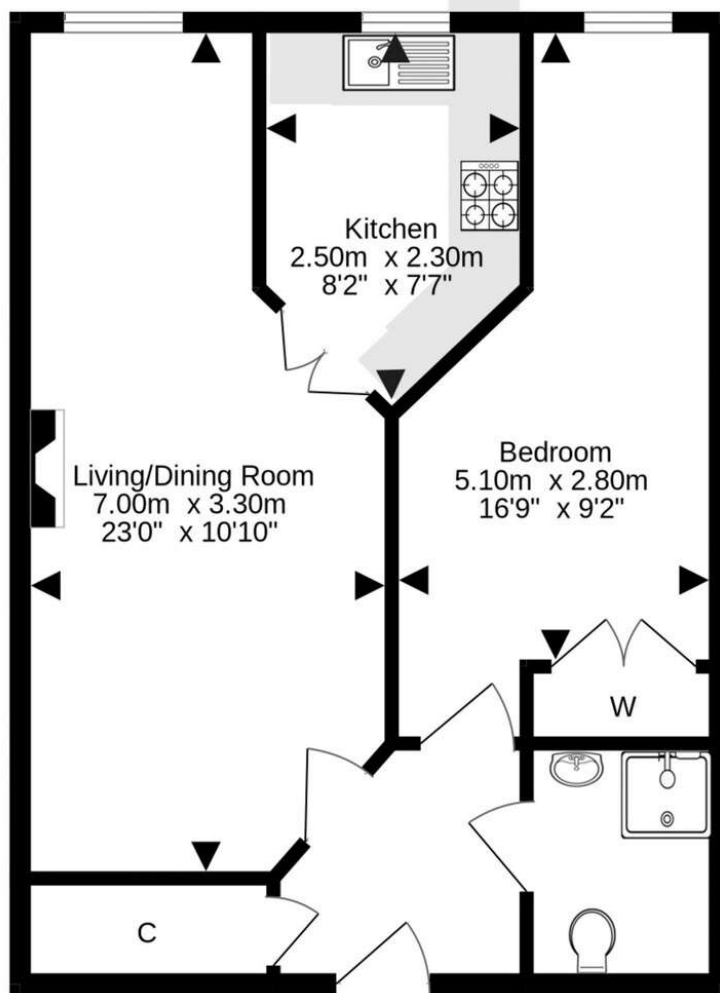 Kitchen
2.50m x 2.30m
8'2" x 7'7"
Living/Dining Room
7.00m x 3.30m
23'0" x 10'10"
Bedroom
5.10m x 2.80m
16'9" x 9'2"
W
C